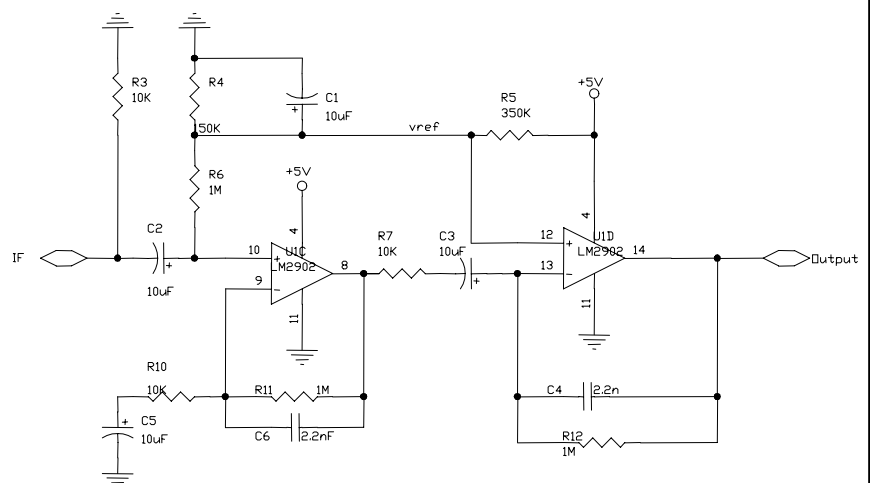 R3
10K
R4
50K
C1
10uF
vref
R5
350K
+5V
R6
1M
+5V
IF
C2
10uF
10
9
U1C
LM2902
4
11
8
R7
10K
C3
10uF
12
13
U1D
LM2902
4
11
14
Output
R10
10K
C5
10uF
R11
1M
C6
2.2nF
C4
2.2n
R12
1M